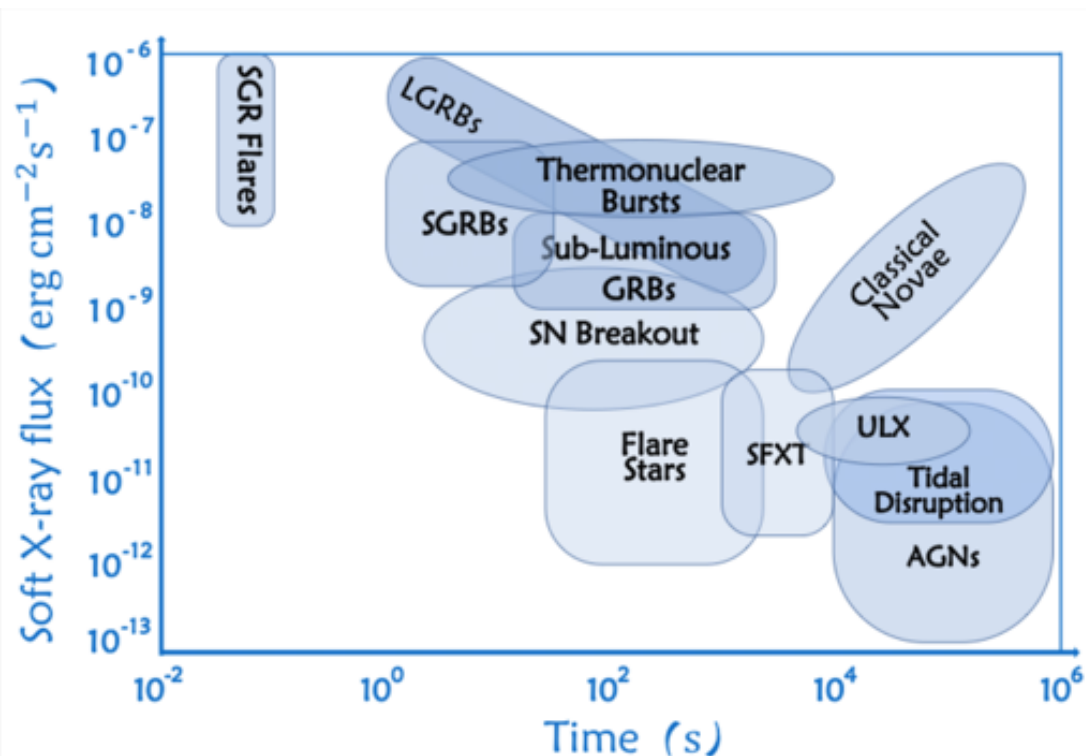 Soft X-ray flux (erg cm⁻²s⁻¹)
10⁻⁶
10⁻⁷
10⁻⁸
10⁻⁹
10⁻¹⁰
10⁻¹¹
10⁻¹²
10⁻¹³
SGR Flares
LGRBs
Thermonuclear
Bursts
SGRBs
Sub-Luminous
GRBs
SN Breakout
Classical
Novae
Flare
Stars
SFXT
ULX
Tidal
Disruption
AGNs
10⁻²
10⁰
10²
10⁴
10⁶
Time (s)